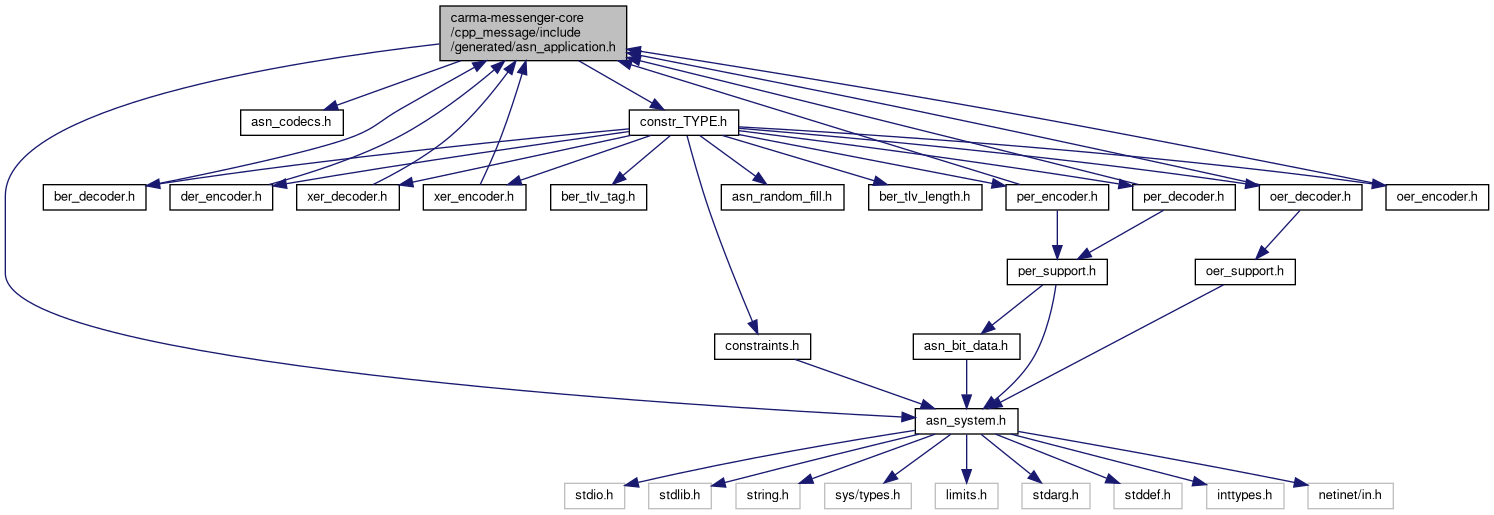 carma-messenger-core
/cpp_message/include
/generated/asn_application.h
asn_codecs.h
constr_TYPE.h
ber_decoder.h
der_encoder.h
xer_decoder.h
xer_encoder.h
ber_tlv_tag.h
asn_random_fill.h
ber_tlv_length.h
per_encoder.h
per_decoder.h
oer_decoder.h
oer_encoder.h
per_support.h
oer_support.h
constraints.h
asn_bit_data.h
asn_system.h
stdio.h
stdlib.h
string.h
sys/types.h
limits.h
stdarg.h
stddef.h
inttypes.h
netinet/in.h